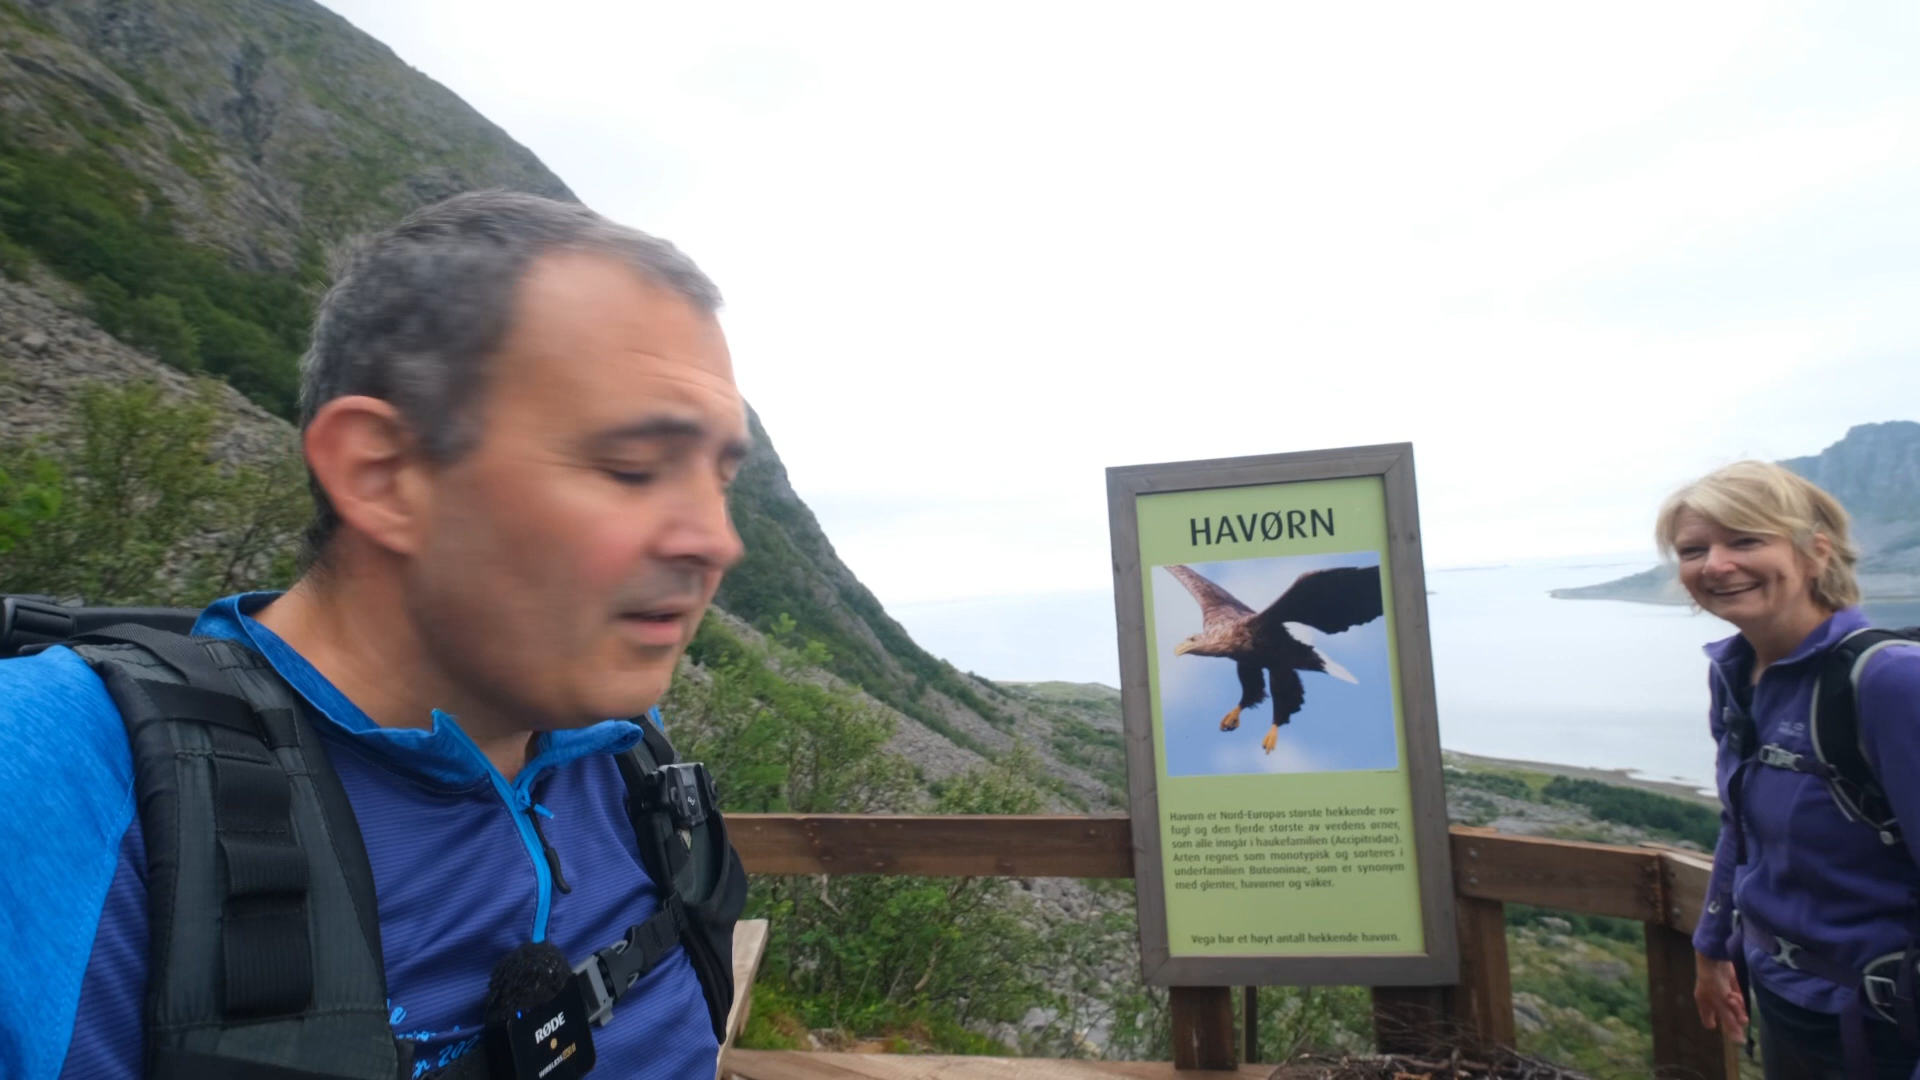 HAVØRN
Havørn er Nord-Europas største hekkende rov-
fugl og den fjerde største av verdens ørner,
som alle inngår i haukefamilien (Accipitridae).
Arten regnes som monotypisk og sorteres i
underfamilien Buteoninae, som er synonym
med glenter, havørner og våker.
Vega har et høyt antall hekkende havørn.
RØDE
WIRELESS